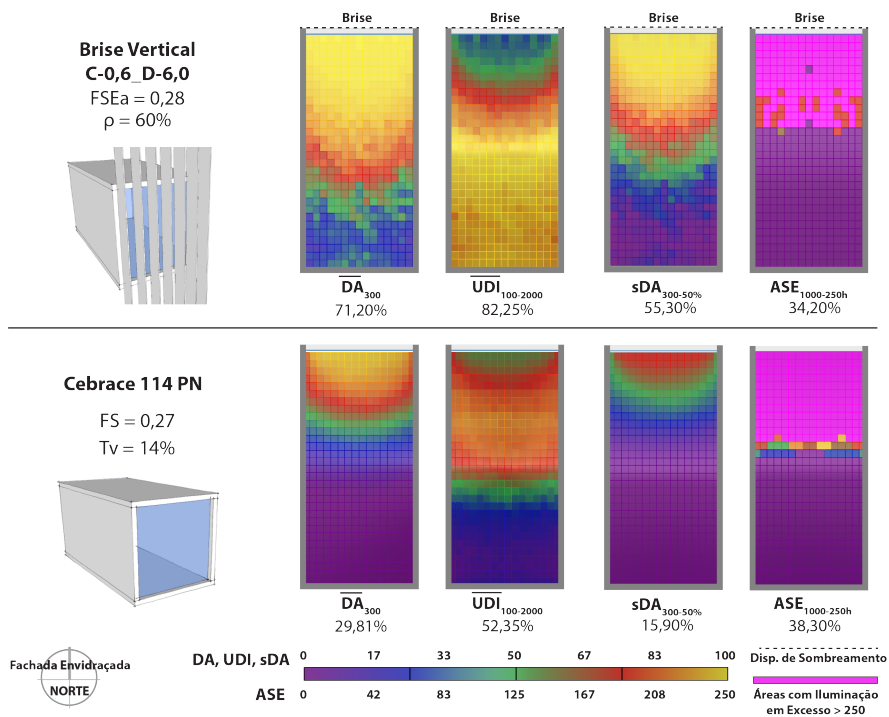 Brise Brise Brise Brise
Brise Vertical
C-0,6_D-6,0
FSEa = 0,28
ρ = 60%
DA300 UDI100-2000 sDA300-50% ASE1000-250h
71,20% 82,25% 55,30% 34,20%
Cebrace 114 PN
FS = 0,27
Tv = 14%
DA300 UDI100-2000 sDA300-50% ASE1000-250h
29,81% 52,35% 15,90% 38,30%
Fachada Envidraçada
NORTE
DA, UDI, sDA 0 17 33 50 67 83 100
ASE 0 42 83 125 167 208 250
Disp. de Sombreamento
Áreas com Iluminação
em Excesso > 250